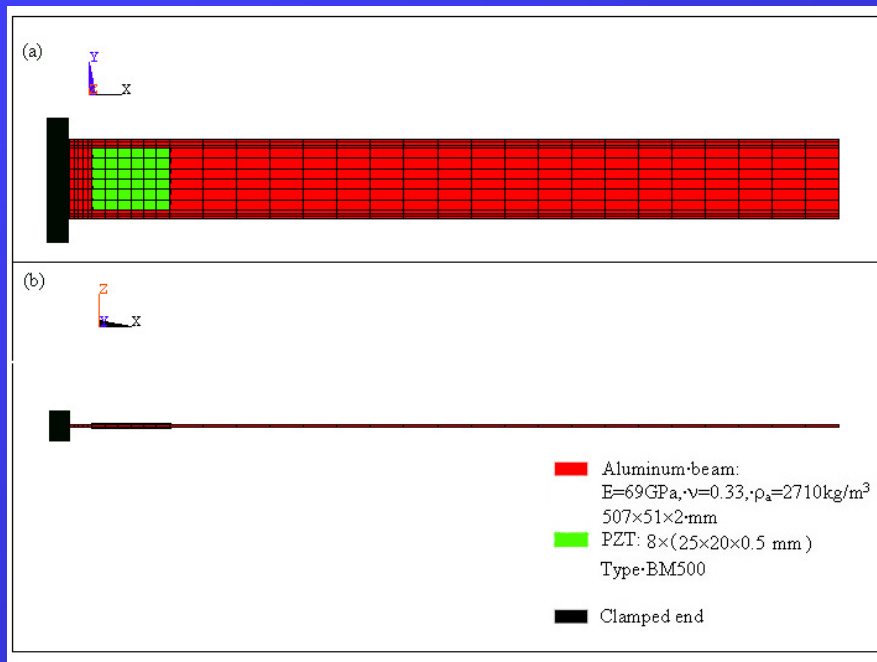 (a)
Y
Z
X
(b)
Z
Y
X
Aluminum·beam:
E=69GPa,·ν=0.33,·ρₐ=2710kg/m³
507×51×2·mm
PZT: 8×(25×20×0.5 mm)
Type·BM500
Clamped end